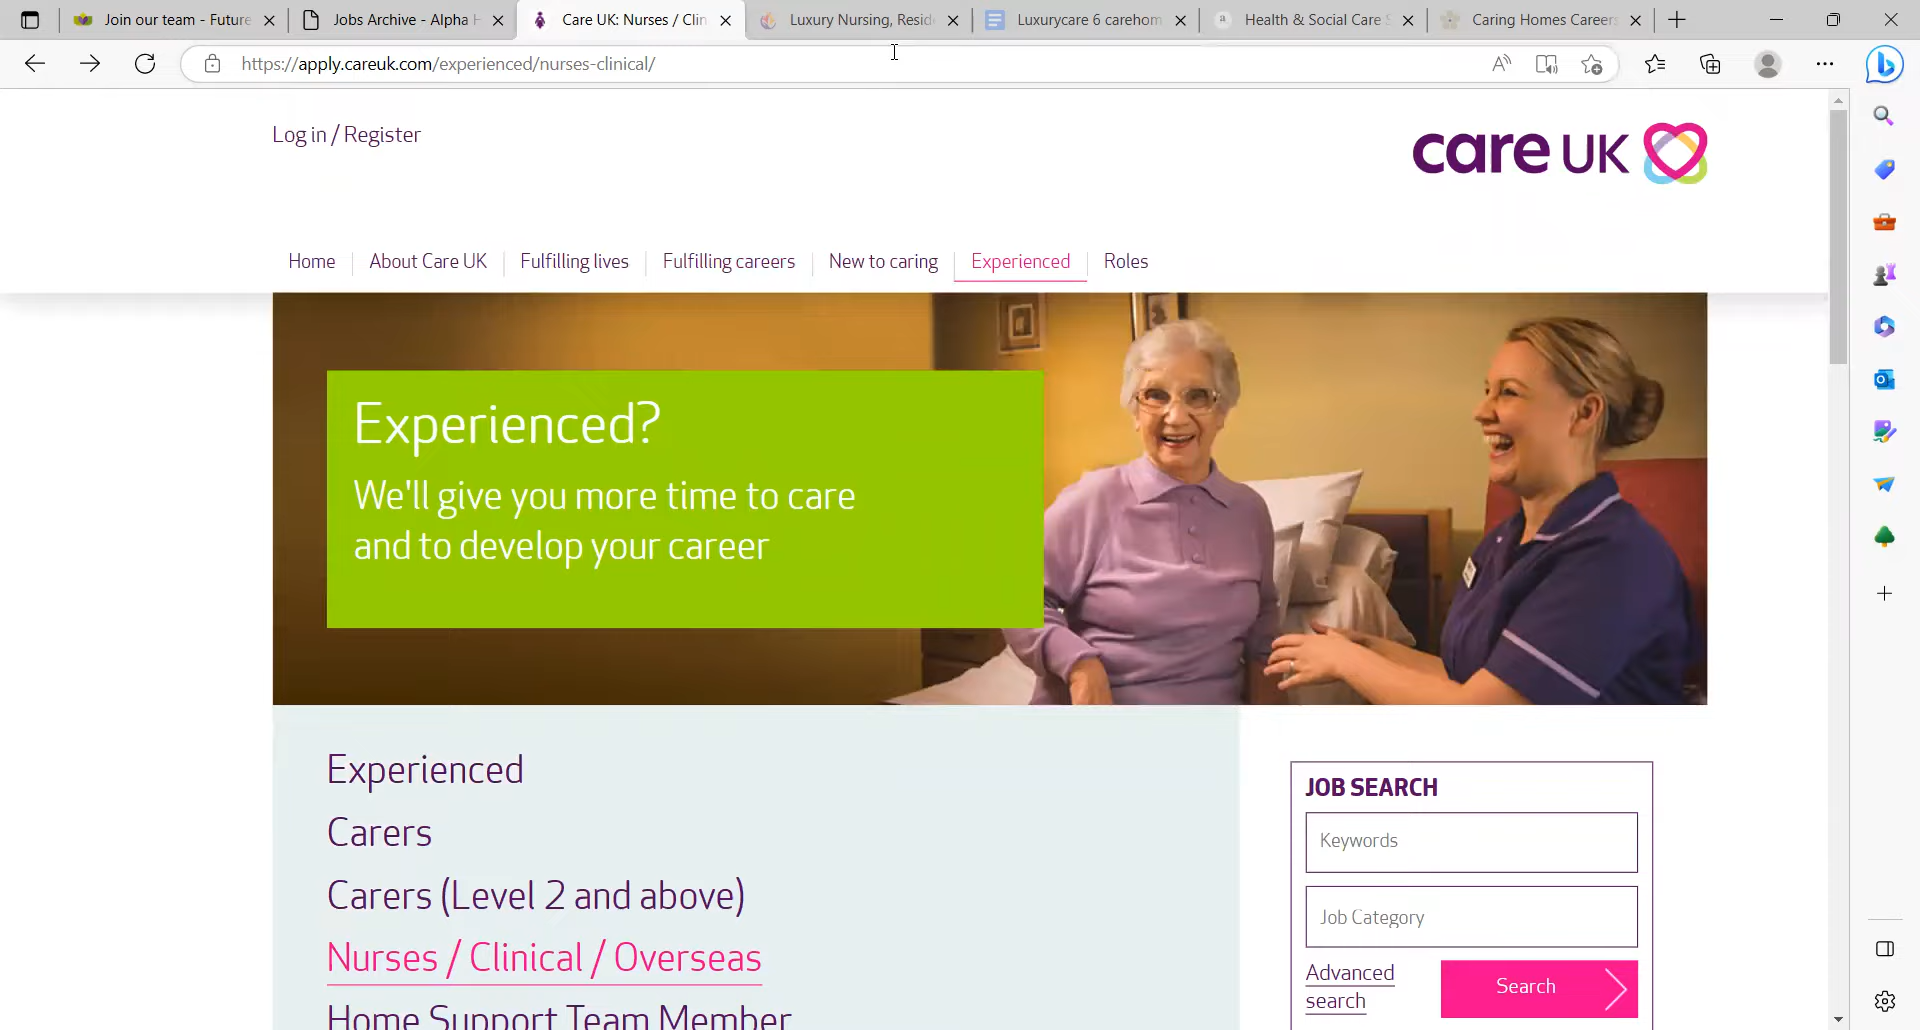 Join our team - Future
Jobs Archive - Alpha H
Care UK: Nurses / Clin
Luxury Nursing, Reside
Luxurycare 6 carehom
Health & Social Care S
Caring Homes Careers
https://apply.careuk.com/experienced/nurses-clinical/
Log in / Register
care UK
Home
About Care UK
Fulfilling lives
Fulfilling careers
New to caring
Experienced
Roles
Experienced?
We'll give you more time to care
and to develop your career
Experienced
Carers
Carers (Level 2 and above)
Nurses / Clinical / Overseas
Home Support Team Member
JOB SEARCH
Keywords
Job Category
Advanced
search
Search